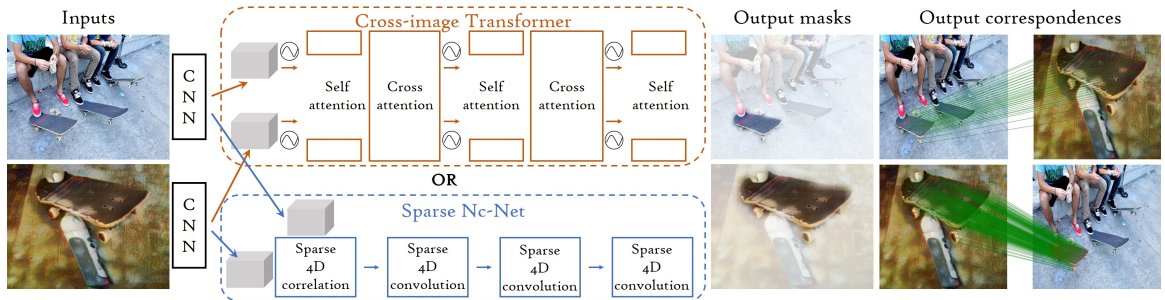 Inputs
Cross-image Transformer
Output masks
Output correspondences
C
N
N
Self
attention
Cross
attention
Self
attention
Cross
attention
Self
attention
OR
C
N
N
Sparse Nc-Net
Sparse
4D
correlation
Sparse
4D
convolution
Sparse
4D
convolution
Sparse
4D
convolution